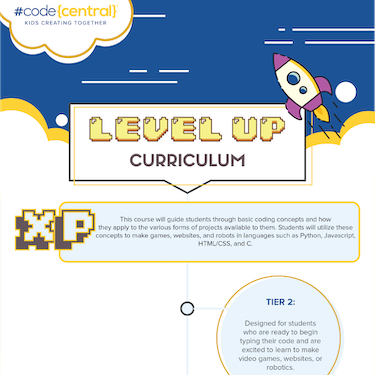 #code{central}
KIDS CREATING TOGETHER
LEVEL UP
CURRICULUM
XP
This course will guide students through basic coding concepts and how
they apply to the various forms of projects available to them. Students will utilize these
concepts to make games, websites, and robots in languages such as Python, Javascript,
HTML/CSS, and C.
TIER 2:
Designed for students
who are ready to begin
typing their code and are
excited to learn to make
video games, websites, or
robotics.